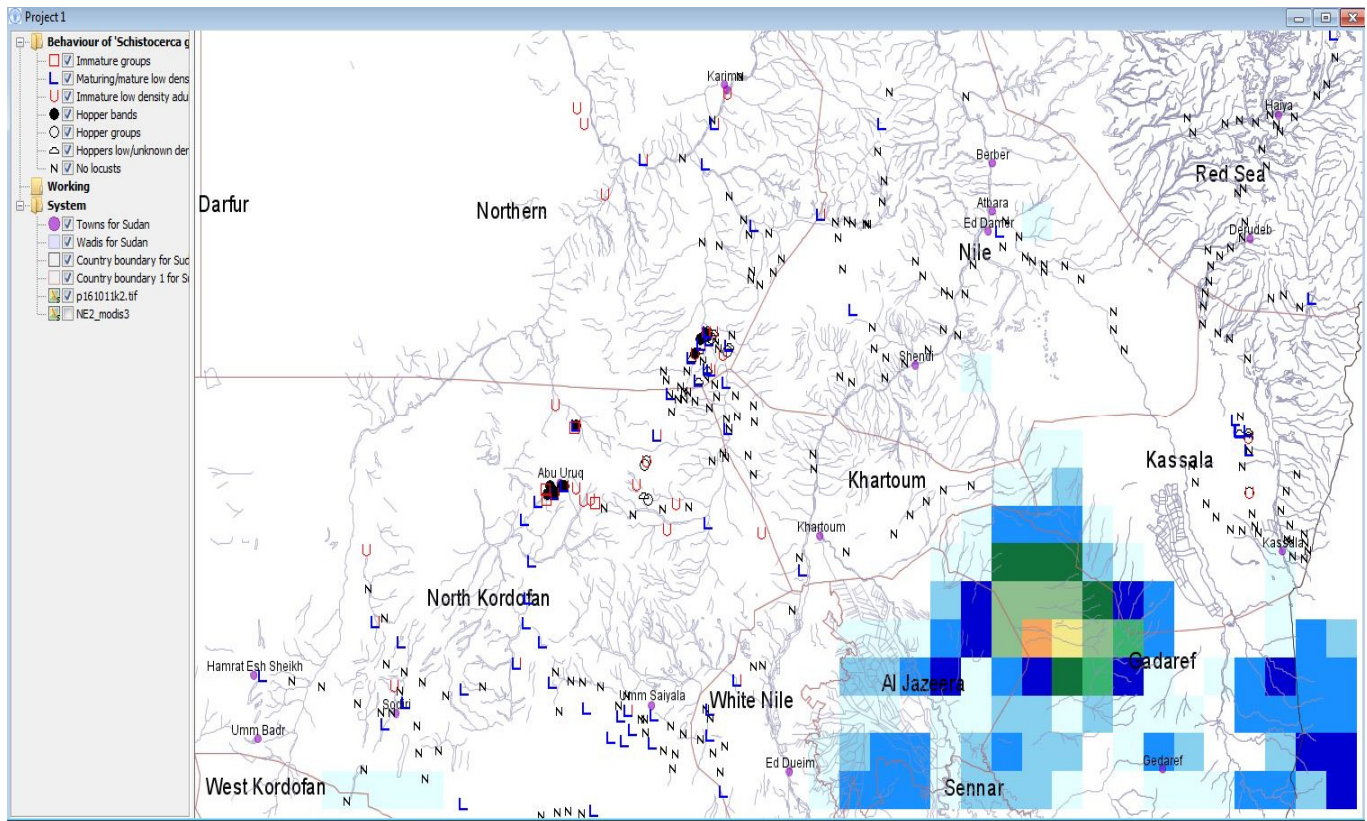 Project 1
Behaviour of 'Schistocerca g
Immature groups
Maturing/mature low dens
Immature low density adu
Hopper bands
Hopper groups
Hoppers low/unknown der
N No locusts
Working
System
Towns for Sudan
Wadis for Sudan
Country boundary for Sud
Country boundary 1 for Su
p161011k2.tif
NE2_modis3
Karima
Haiya
Berber
Red Sea
Darfur
Northern
Atbara
Ed Damer
Derudeb
Nile
Shendi
Abu Uruq
Khartoum
Kassala
Khartoum
Kassala
North Kordofan
Hamrat Esh Sheikh
Gadaref
Al Jazeera
Umm Saiyala
White Nile
Sodiri
Umm Badr
Ed Dueim
Gedaref
West Kordofan
Sennar